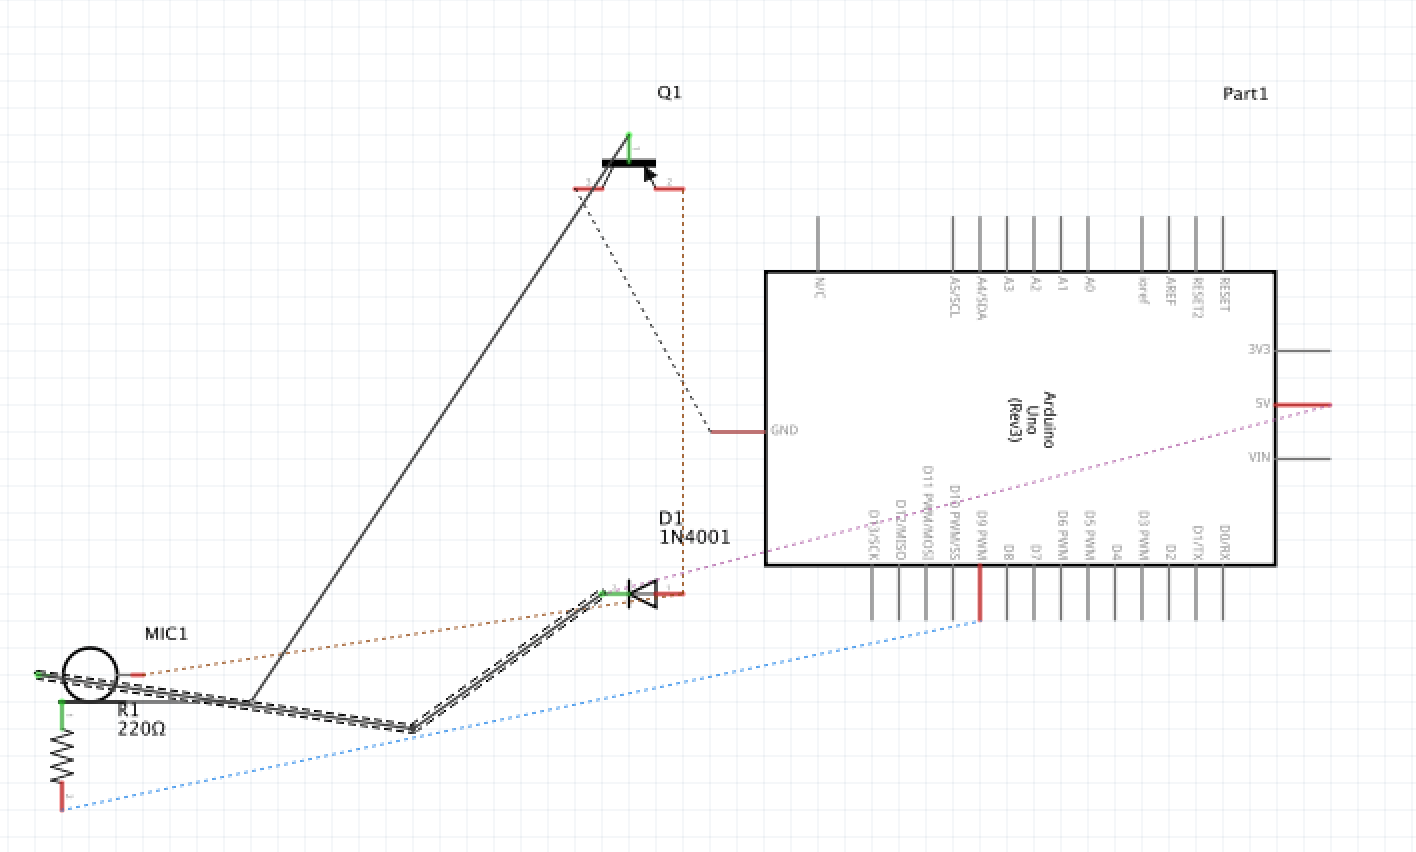 Q1
Part1
N/C
A5/SCL
A4/SDA
A3
A2
A1
A0
ioref
AREF
RESET2
RESET
3V3
5V
VIN
GND
Arduino
Uno
(Rev3)
D13/SCK
D12/MISO
D11 PWM/MOSI
D10 PWM/SS
D9 PWM
D8
D7
D6 PWM
D5 PWM
D4
D3 PWM
D2
D1/TX
D0/RX
D1
1N4001
MIC1
R1
220Ω